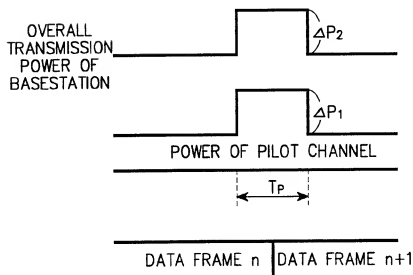 OVERALL
TRANSMISSION
POWER OF
BASESTATION
ΔP2
ΔP1
POWER OF PILOT CHANNEL
TP
DATA FRAME n
DATA FRAME n+1